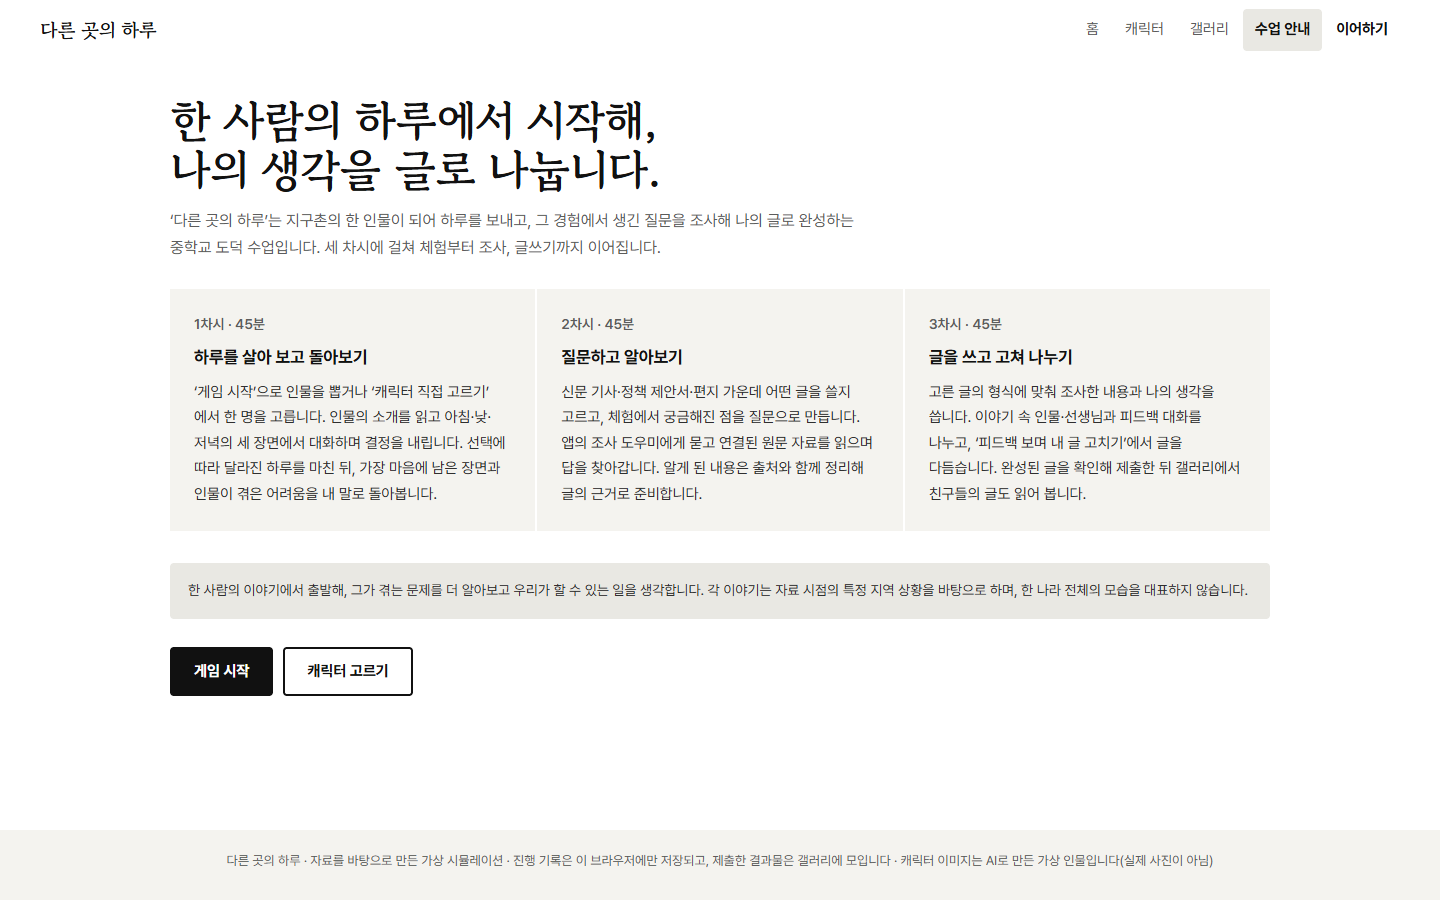 다른 곳의 하루
홈 캐릭터 갤러리 수업 안내 이어하기
한 사람의 하루에서 시작해,
나의 생각을 글로 나눕니다.
‘다른 곳의 하루’는 지구촌의 한 인물이 되어 하루를 보내고, 그 경험에서 생긴 질문을 조사해 나의 글로 완성하는
중학교 도덕 수업입니다. 세 차시에 걸쳐 체험부터 조사, 글쓰기까지 이어집니다.
1차시 · 45분
하루를 살아 보고 돌아보기
‘게임 시작’으로 인물을 뽑거나 ‘캐릭터 직접 고르기’
에서 한 명을 고릅니다. 인물의 소개를 읽고 아침·낮·
저녁의 세 장면에서 대화하며 결정을 내립니다. 선택에
따라 달라진 하루를 마친 뒤, 가장 마음에 남은 장면과
인물이 겪은 어려움을 내 말로 돌아봅니다.
2차시 · 45분
질문하고 알아보기
신문 기사·정책 제안서·편지 가운데 어떤 글을 쓸지
고르고, 체험에서 궁금해진 점을 질문으로 만듭니다.
앱의 조사 도우미에게 묻고 연결된 원문 자료를 읽으며
답을 찾아갑니다. 알게 된 내용은 출처와 함께 정리해
글의 근거로 준비합니다.
3차시 · 45분
글을 쓰고 고쳐 나누기
고른 글의 형식에 맞춰 조사한 내용과 나의 생각을
씁니다. 이야기 속 인물·선생님과 피드백 대화를
나누고, ‘피드백 보며 내 글 고치기’에서 글을
다듬습니다. 완성된 글을 확인해 제출한 뒤 갤러리에서
친구들의 글도 읽어 봅니다.
한 사람의 이야기에서 출발해, 그가 겪는 문제를 더 알아보고 우리가 할 수 있는 일을 생각합니다. 각 이야기는 자료 시점의 특정 지역 상황을 바탕으로 하며, 한 나라 전체의 모습을 대표하지 않습니다.
게임 시작 캐릭터 고르기
다른 곳의 하루 · 자료를 바탕으로 만든 가상 시뮬레이션 · 진행 기록은 이 브라우저에만 저장되고, 제출한 결과물은 갤러리에 모입니다 · 캐릭터 이미지는 AI로 만든 가상 인물입니다(실제 사진이 아님)